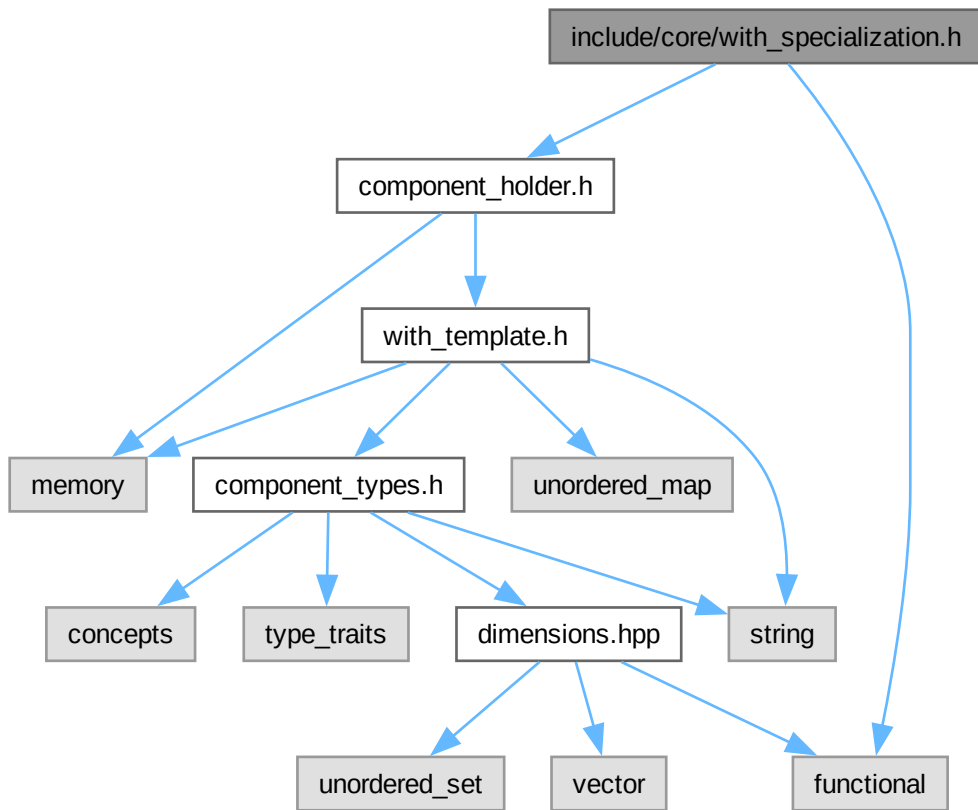 include/core/with_specialization.h
component_holder.h
with_template.h
memory
component_types.h
unordered_map
concepts
type_traits
dimensions.hpp
string
unordered_set
vector
functional